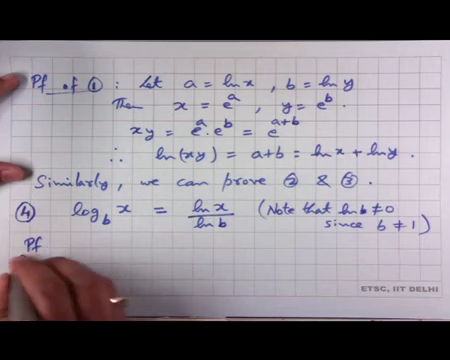 Pf of ① : Let a = ln x , b = ln y
Then x = e^a , y = e^b .
xy = e^a . e^b = e^{a+b}
∴ ln(xy) = a+b = ln x + ln y .
Similarly, we can prove ② & ③ .
④ log_b x = ln x / ln b (Note that ln b ≠ 0
since b ≠ 1)
Pf
ETSC, IIT DELHI